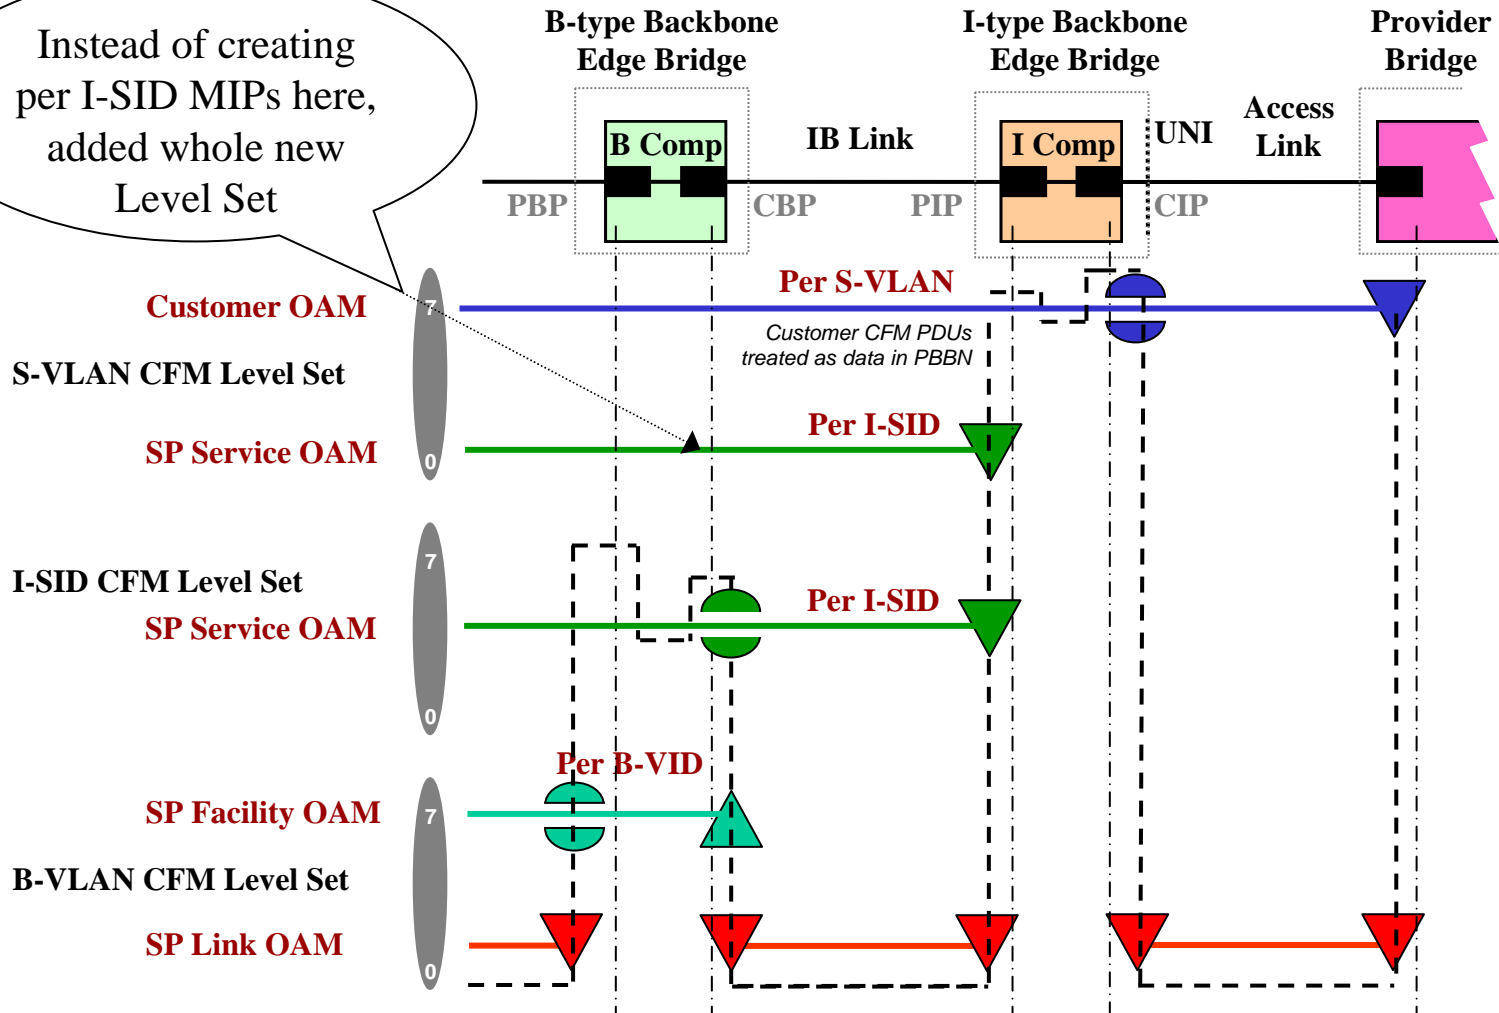 Instead of creating
per I-SID MIPs here,
added whole new
Level Set
B-type Backbone
Edge Bridge
I-type Backbone
Edge Bridge
Provider
Bridge
B Comp
IB Link
I Comp
UNI
Access
Link
PBP
CBP
PIP
CIP
Customer OAM
7
Per S-VLAN
Customer CFM PDUs
treated as data in PBBN
S-VLAN CFM Level Set
Per I-SID
SP Service OAM
0
7
I-SID CFM Level Set
Per I-SID
SP Service OAM
0
Per B-VID
SP Facility OAM
7
B-VLAN CFM Level Set
SP Link OAM
0